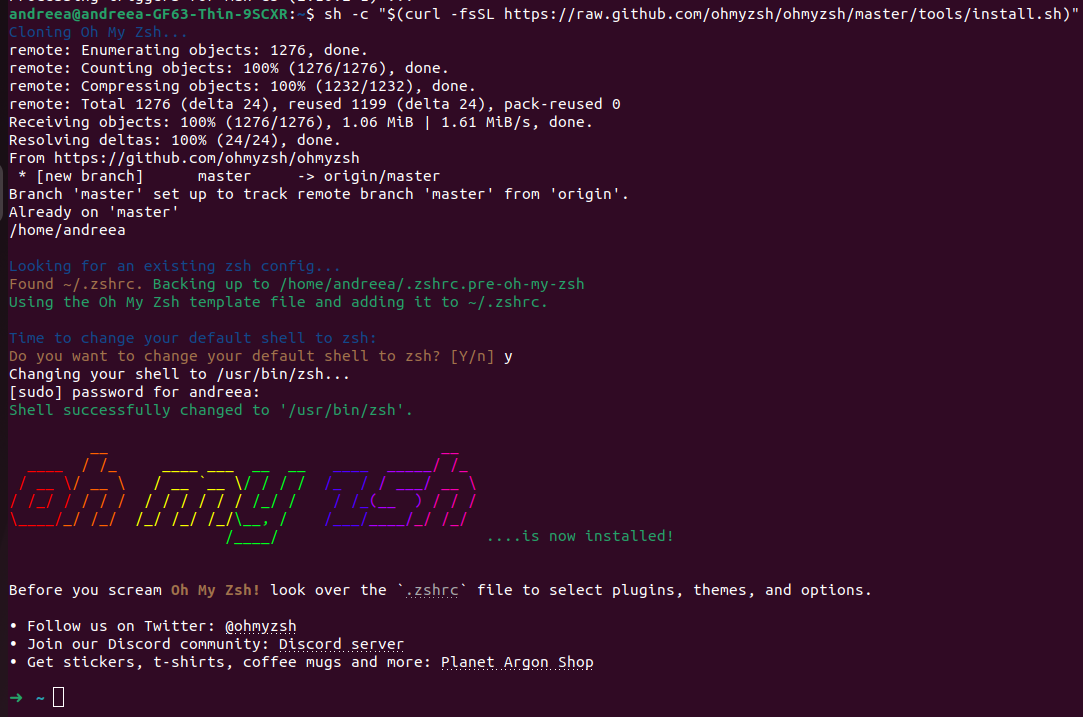 andreea@andreea-GF63-Thin-9SCXR:~$ sh -c "$(curl -fsSL https://raw.github.com/ohmyzsh/ohmyzsh/master/tools/install.sh)"
Cloning Oh My Zsh...
remote: Enumerating objects: 1276, done.
remote: Counting objects: 100% (1276/1276), done.
remote: Compressing objects: 100% (1232/1232), done.
remote: Total 1276 (delta 24), reused 1199 (delta 24), pack-reused 0
Receiving objects: 100% (1276/1276), 1.06 MiB | 1.61 MiB/s, done.
Resolving deltas: 100% (24/24), done.
From https://github.com/ohmyzsh/ohmyzsh
 * [new branch]      master     -> origin/master
Branch 'master' set up to track remote branch 'master' from 'origin'.
Already on 'master'
/home/andreea
Looking for an existing zsh config...
Found ~/.zshrc. Backing up to /home/andreea/.zshrc.pre-oh-my-zsh
Using the Oh My Zsh template file and adding it to ~/.zshrc.
Time to change your default shell to zsh:
Do you want to change your default shell to zsh? [Y/n] y
Changing your shell to /usr/bin/zsh...
[sudo] password for andreea:
Shell successfully changed to '/usr/bin/zsh'.
oh my zsh
....is now installed!
Before you scream Oh My Zsh! look over the `.zshrc` file to select plugins, themes, and options.
• Follow us on Twitter: @ohmyzsh
• Join our Discord community: Discord server
• Get stickers, t-shirts, coffee mugs and more: Planet Argon Shop
➜  ~